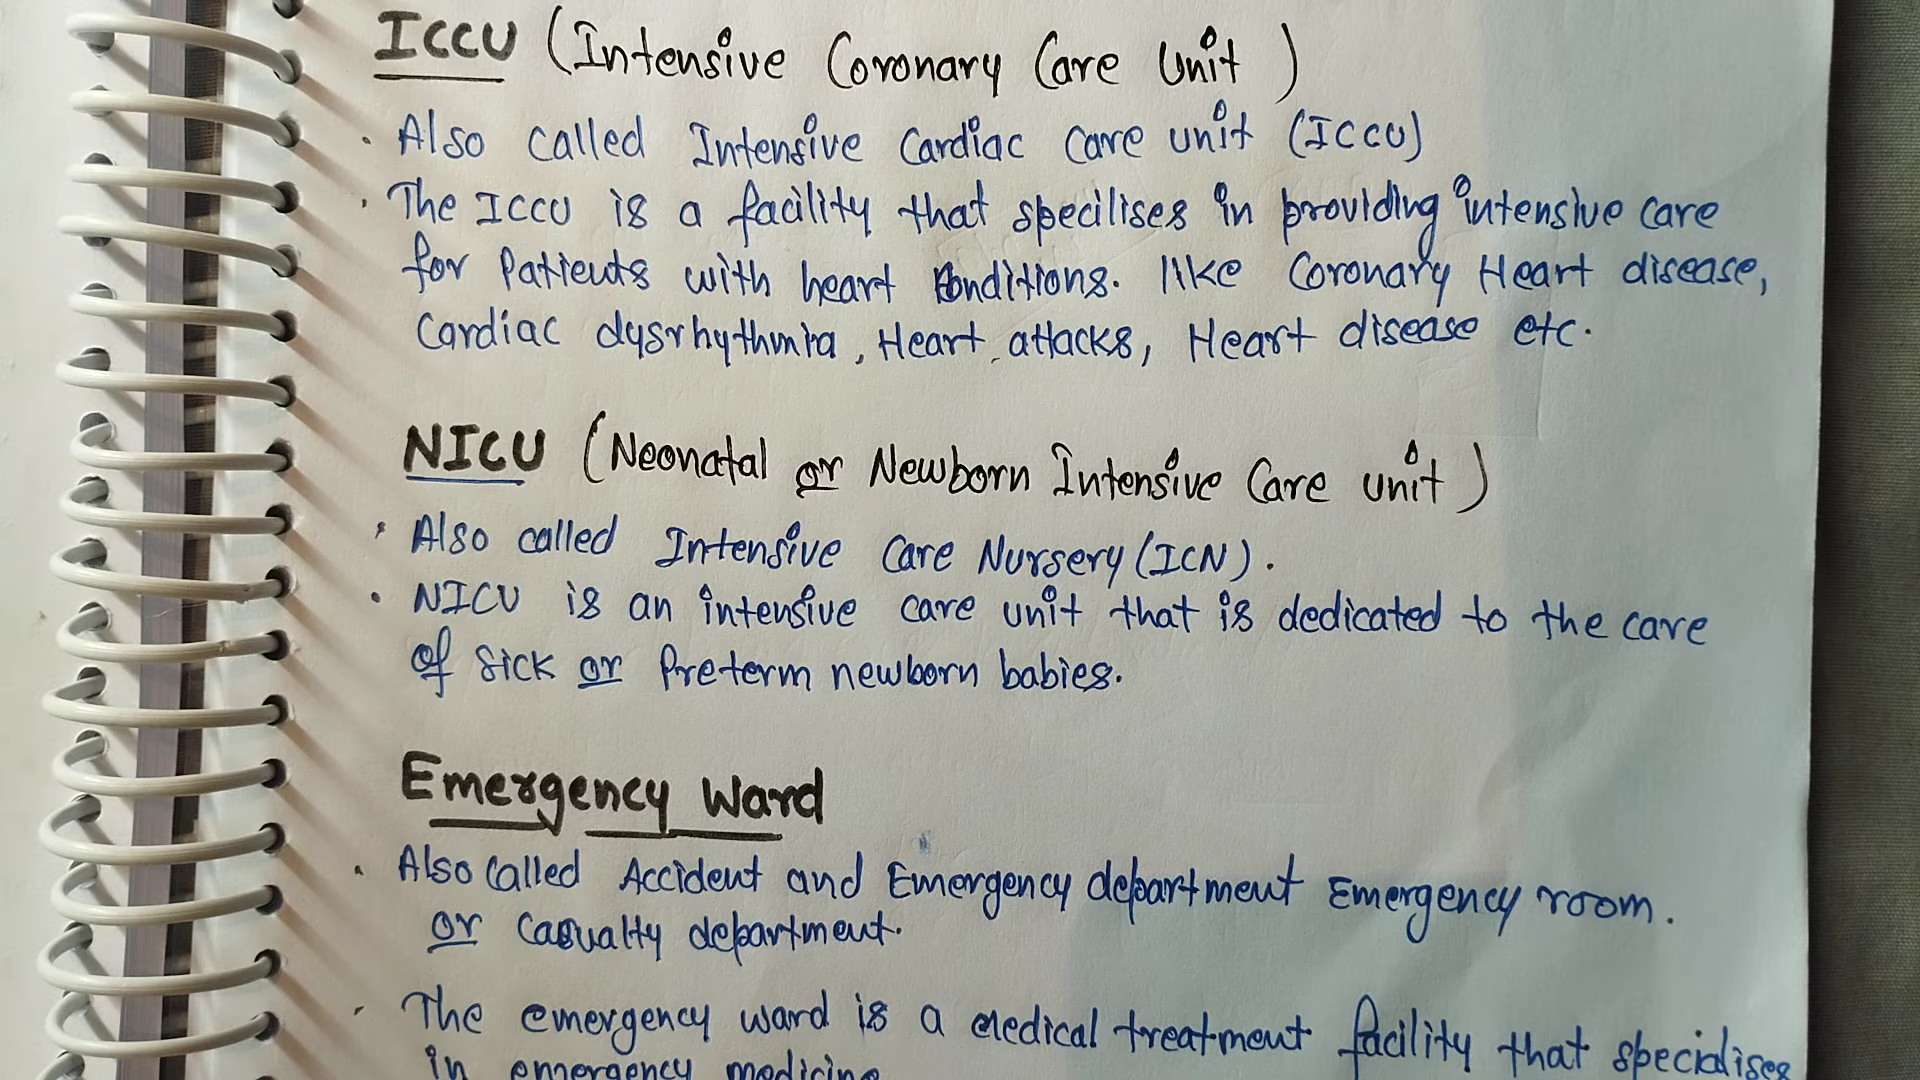 ICCU (Intensive Coronary Care Unit)
• Also called Intensive Cardiac Care unit (ICCU)
• The ICCU is a facility that specilises in providing intensive care
for Patients with heart conditions. like Coronary Heart disease,
Cardiac dysrhythmia, Heart attacks, Heart disease etc.
NICU (Neonatal or Newborn Intensive Care unit)
• Also called Intensive Care Nursery (ICN).
• NICU is an intensive care unit that is dedicated to the care
of Sick or Preterm newborn babies.
Emergency Ward
• Also Called Accident and Emergency department Emergency room.
or Casualty department.
• The emergency ward is a medical treatment facility that specialises
in emergency medicine